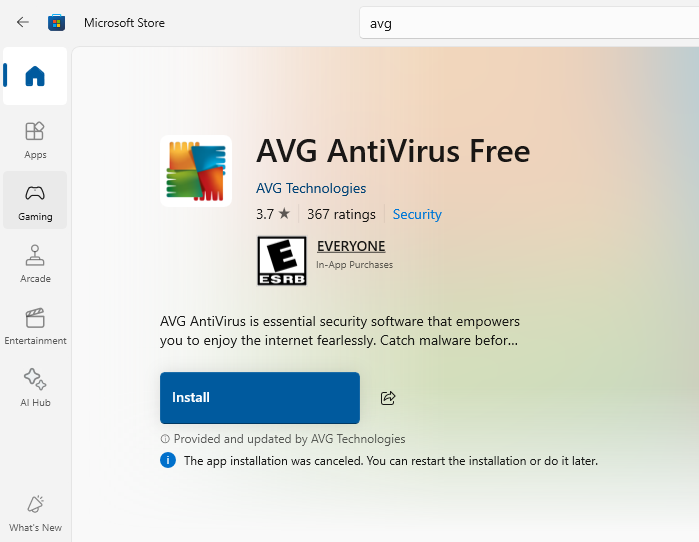 Microsoft Store
avg
Apps
Gaming
Arcade
Entertainment
AI Hub
What's New
AVG AntiVirus Free
AVG Technologies
3.7 ★ 367 ratings Security
E
ESRB
EVERYONE
In-App Purchases
AVG AntiVirus is essential security software that empowers
you to enjoy the internet fearlessly. Catch malware befor...
Install
Provided and updated by AVG Technologies
The app installation was canceled. You can restart the installation or do it later.